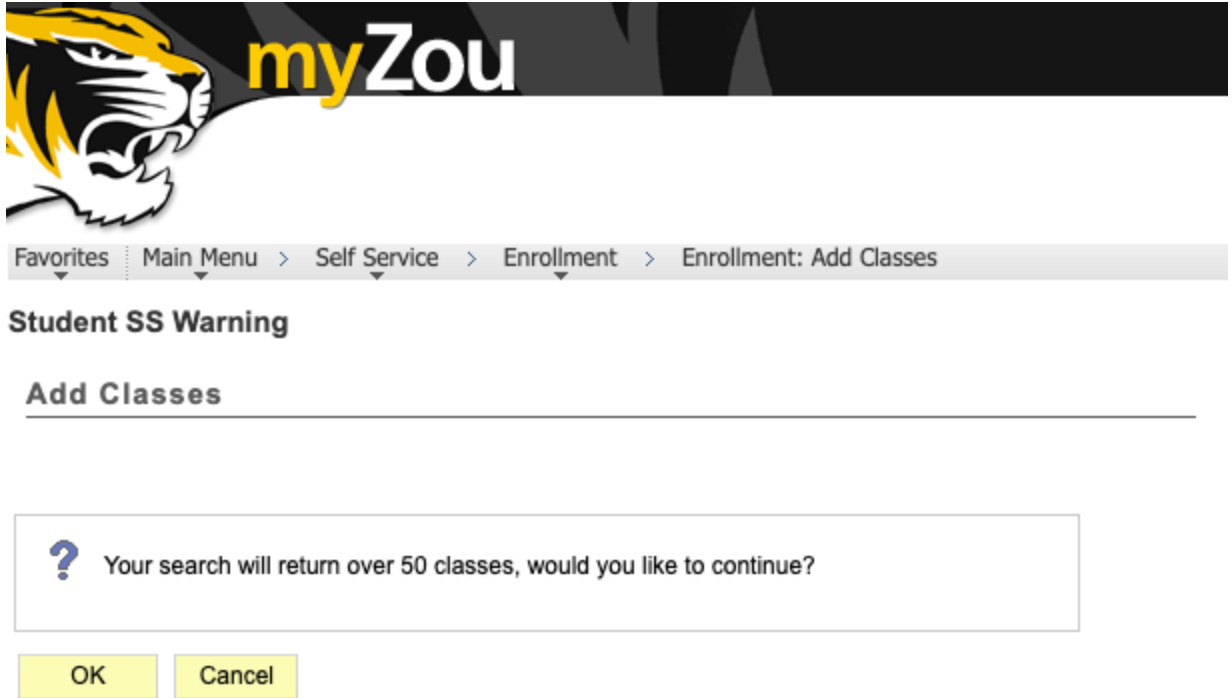 myZou
Favorites Main Menu > Self Service > Enrollment > Enrollment: Add Classes
Student SS Warning
Add Classes
? Your search will return over 50 classes, would you like to continue?
OK Cancel